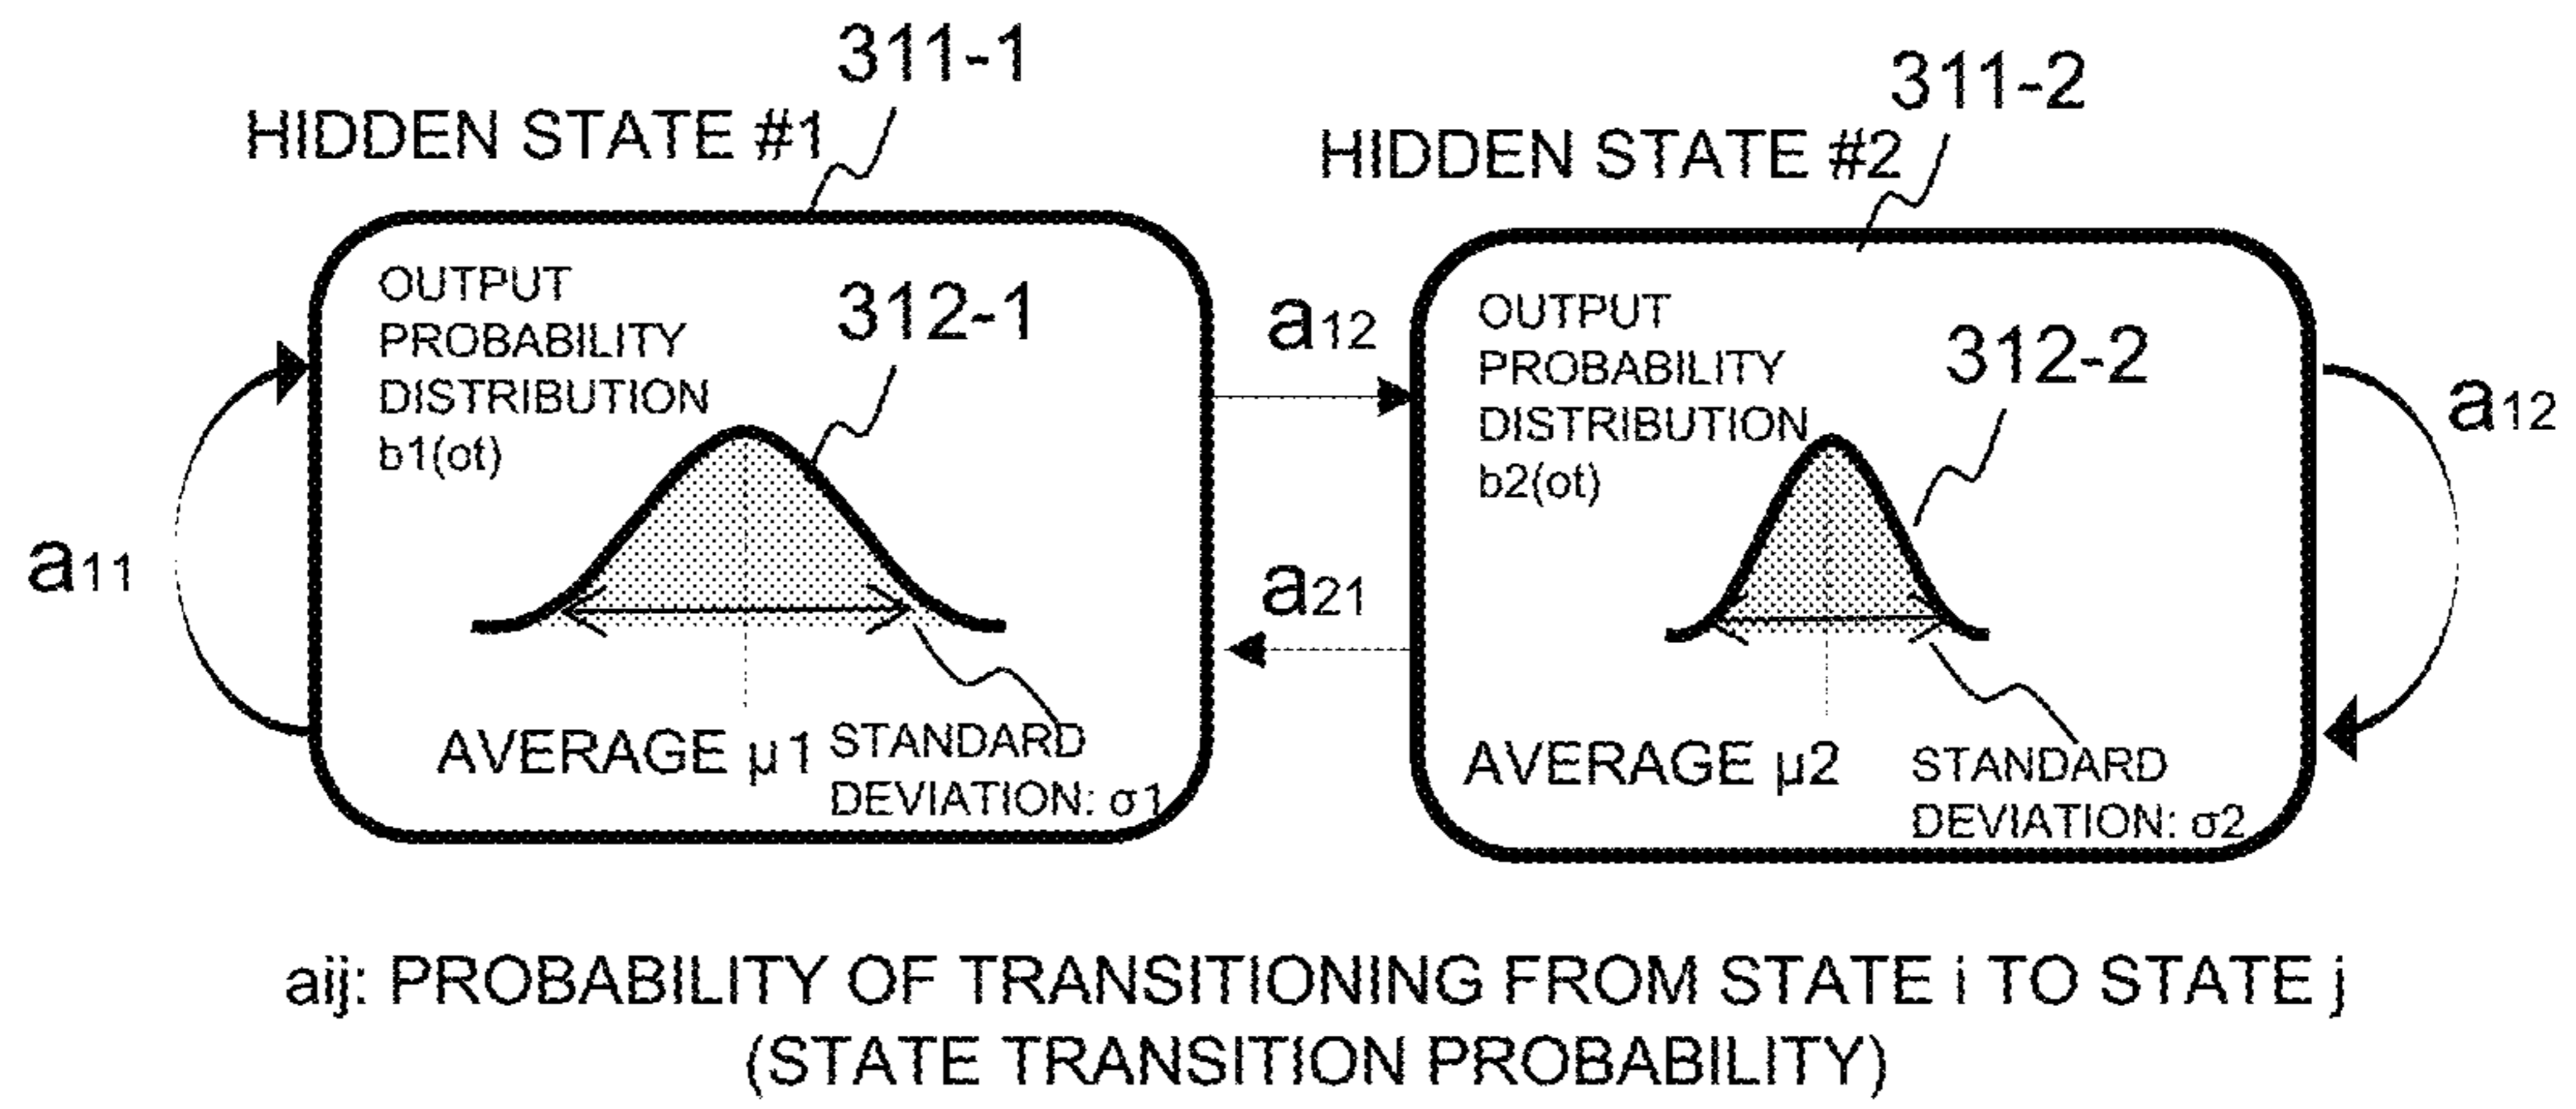 311-1
HIDDEN STATE #1
311-2
HIDDEN STATE #2
OUTPUT
PROBABILITY
DISTRIBUTION
b1(ot)
312-1
a12
OUTPUT
PROBABILITY
DISTRIBUTION
b2(ot)
312-2
a12
a11
a21
AVERAGE μ1
STANDARD
DEVIATION: σ1
AVERAGE μ2
STANDARD
DEVIATION: σ2
aij: PROBABILITY OF TRANSITIONING FROM STATE i TO STATE j
(STATE TRANSITION PROBABILITY)